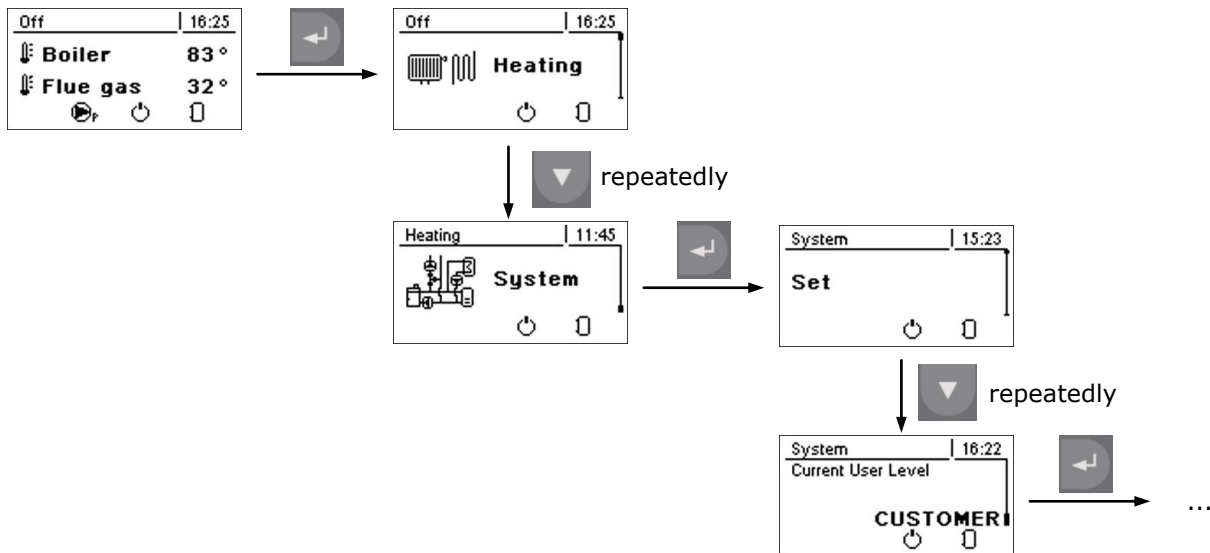 Off 16:25
Boiler 83°
Flue gas 32°
P
Off 16:25
Heating
repeatedly
Heating 11:45
System
System 15:23
Set
repeatedly
System 16:22
Current User Level
CUSTOMER
...